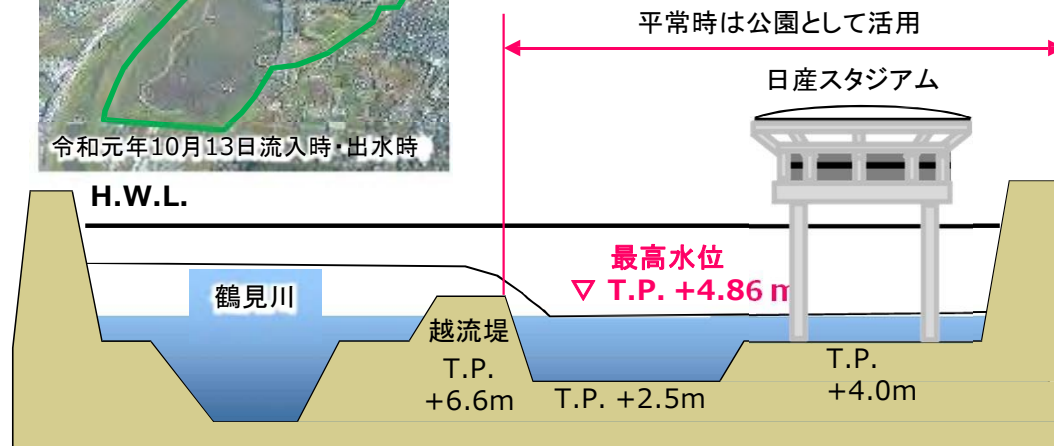 平常時は公園として活用
日産スタジアム
令和元年10月13日流入時・出水時
H.W.L.
最高水位
▽ T.P. +4.86 m
鶴見川
越流堤
T.P.
+6.6m
T.P. +2.5m
T.P.
+4.0m